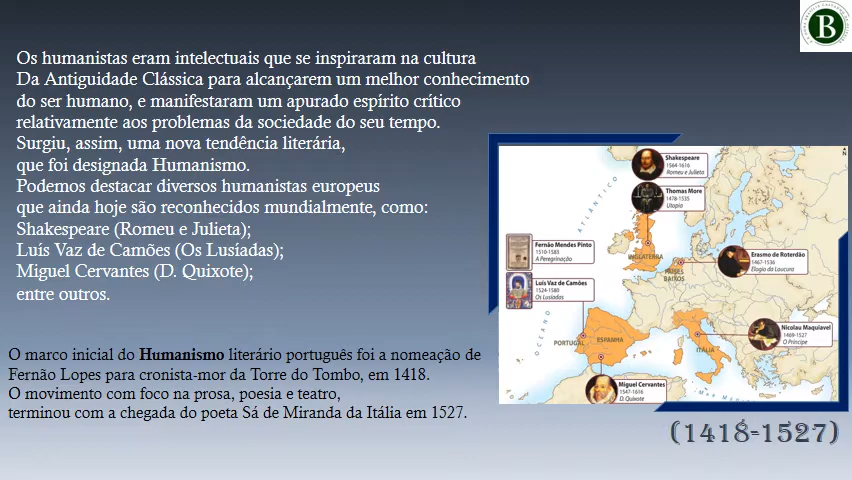 B
Os humanistas eram intelectuais que se inspiraram na cultura
Da Antiguidade Clássica para alcançarem um melhor conhecimento
do ser humano, e manifestaram um apurado espírito crítico
relativamente aos problemas da sociedade do seu tempo.
Surgiu, assim, uma nova tendência literária,
que foi designada Humanismo.
Podemos destacar diversos humanistas europeus
que ainda hoje são reconhecidos mundialmente, como:
Shakespeare (Romeu e Julieta);
Luís Vaz de Camões (Os Lusíadas);
Miguel Cervantes (D. Quixote);
entre outros.
O marco inicial do Humanismo literário português foi a nomeação de
Fernão Lopes para cronista-mor da Torre do Tombo, em 1418.
O movimento com foco na prosa, poesia e teatro,
terminou com a chegada do poeta Sá de Miranda da Itália em 1527.
N
Shakespeare
1564-1616
Romeu e Julieta
Thomas More
1478-1535
Utopia
ATLÂNTICO
OCEANO
Fernão Mendes Pinto
1510-1583
A Peregrinação
INGLATERRA
PAÍSES
BAIXOS
Erasmo de Roterdão
1467-1536
Elogio da Loucura
Luís Vaz de Camões
1524-1580
Os Lusíadas
Nicolau Maquiavel
1469-1527
O Príncipe
PORTUGAL
ESPANHA
ITÁLIA
Miguel Cervantes
1547-1616
D. Quixote
(1418-1527)